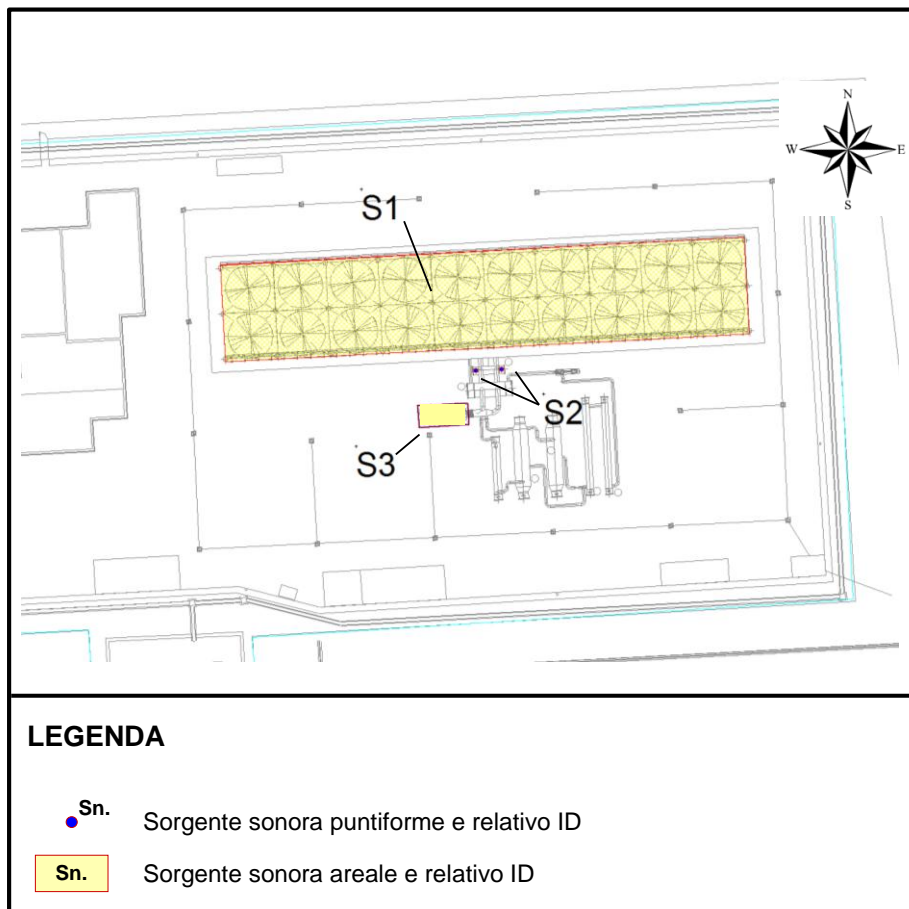 N
W E
S
S1
S2
S3
LEGENDA
Sn. Sorgente sonora puntiforme e relativo ID
Sn. Sorgente sonora areale e relativo ID